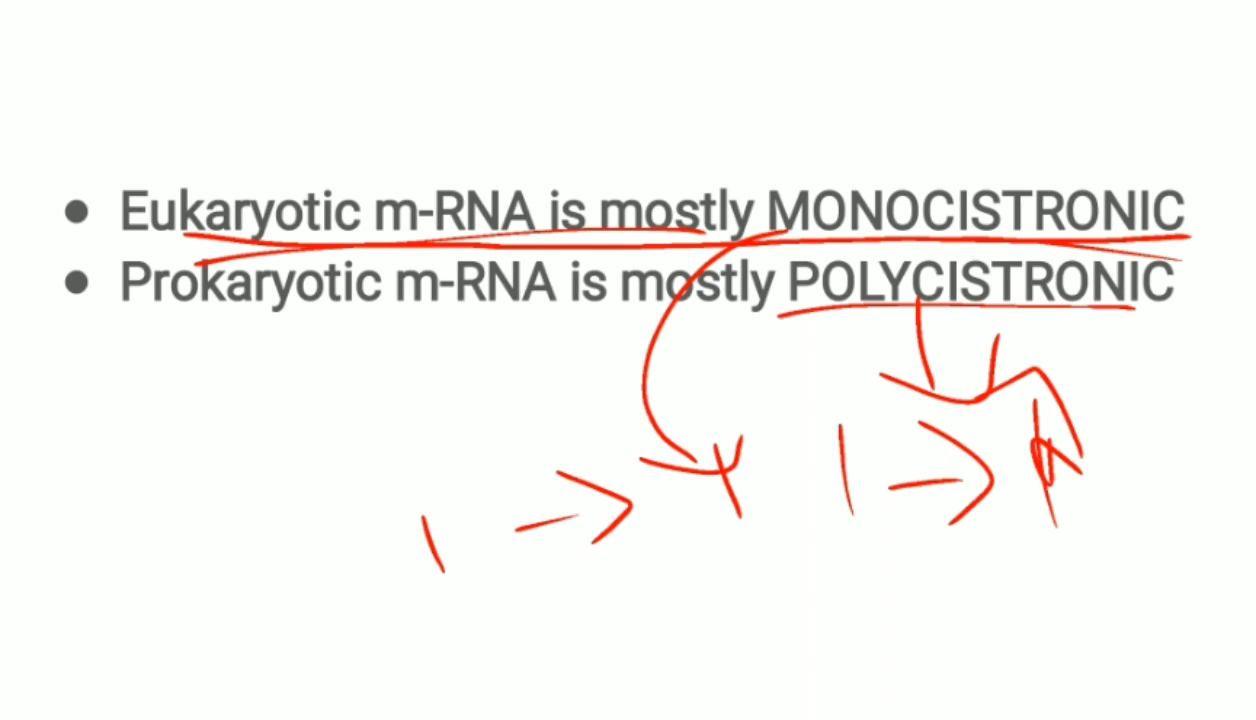 ● Eukaryotic m-RNA is mostly MONOCISTRONIC
● Prokaryotic m-RNA is mostly POLYCISTRONIC